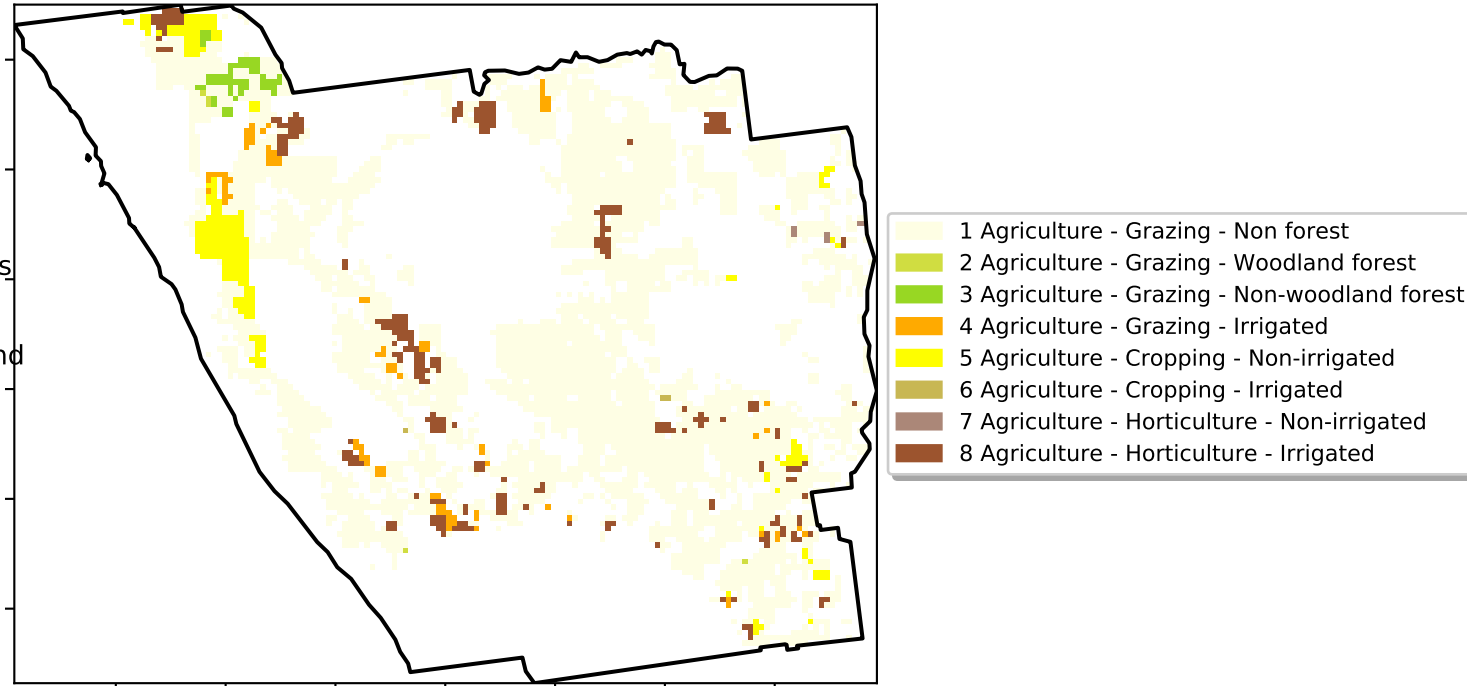 1 Agriculture - Grazing - Non forest
2 Agriculture - Grazing - Woodland forest
s
3 Agriculture - Grazing - Non-woodland forest
4 Agriculture - Grazing - Irrigated
nd
5 Agriculture - Cropping - Non-irrigated
6 Agriculture - Cropping - Irrigated
7 Agriculture - Horticulture - Non-irrigated
8 Agriculture - Horticulture - Irrigated